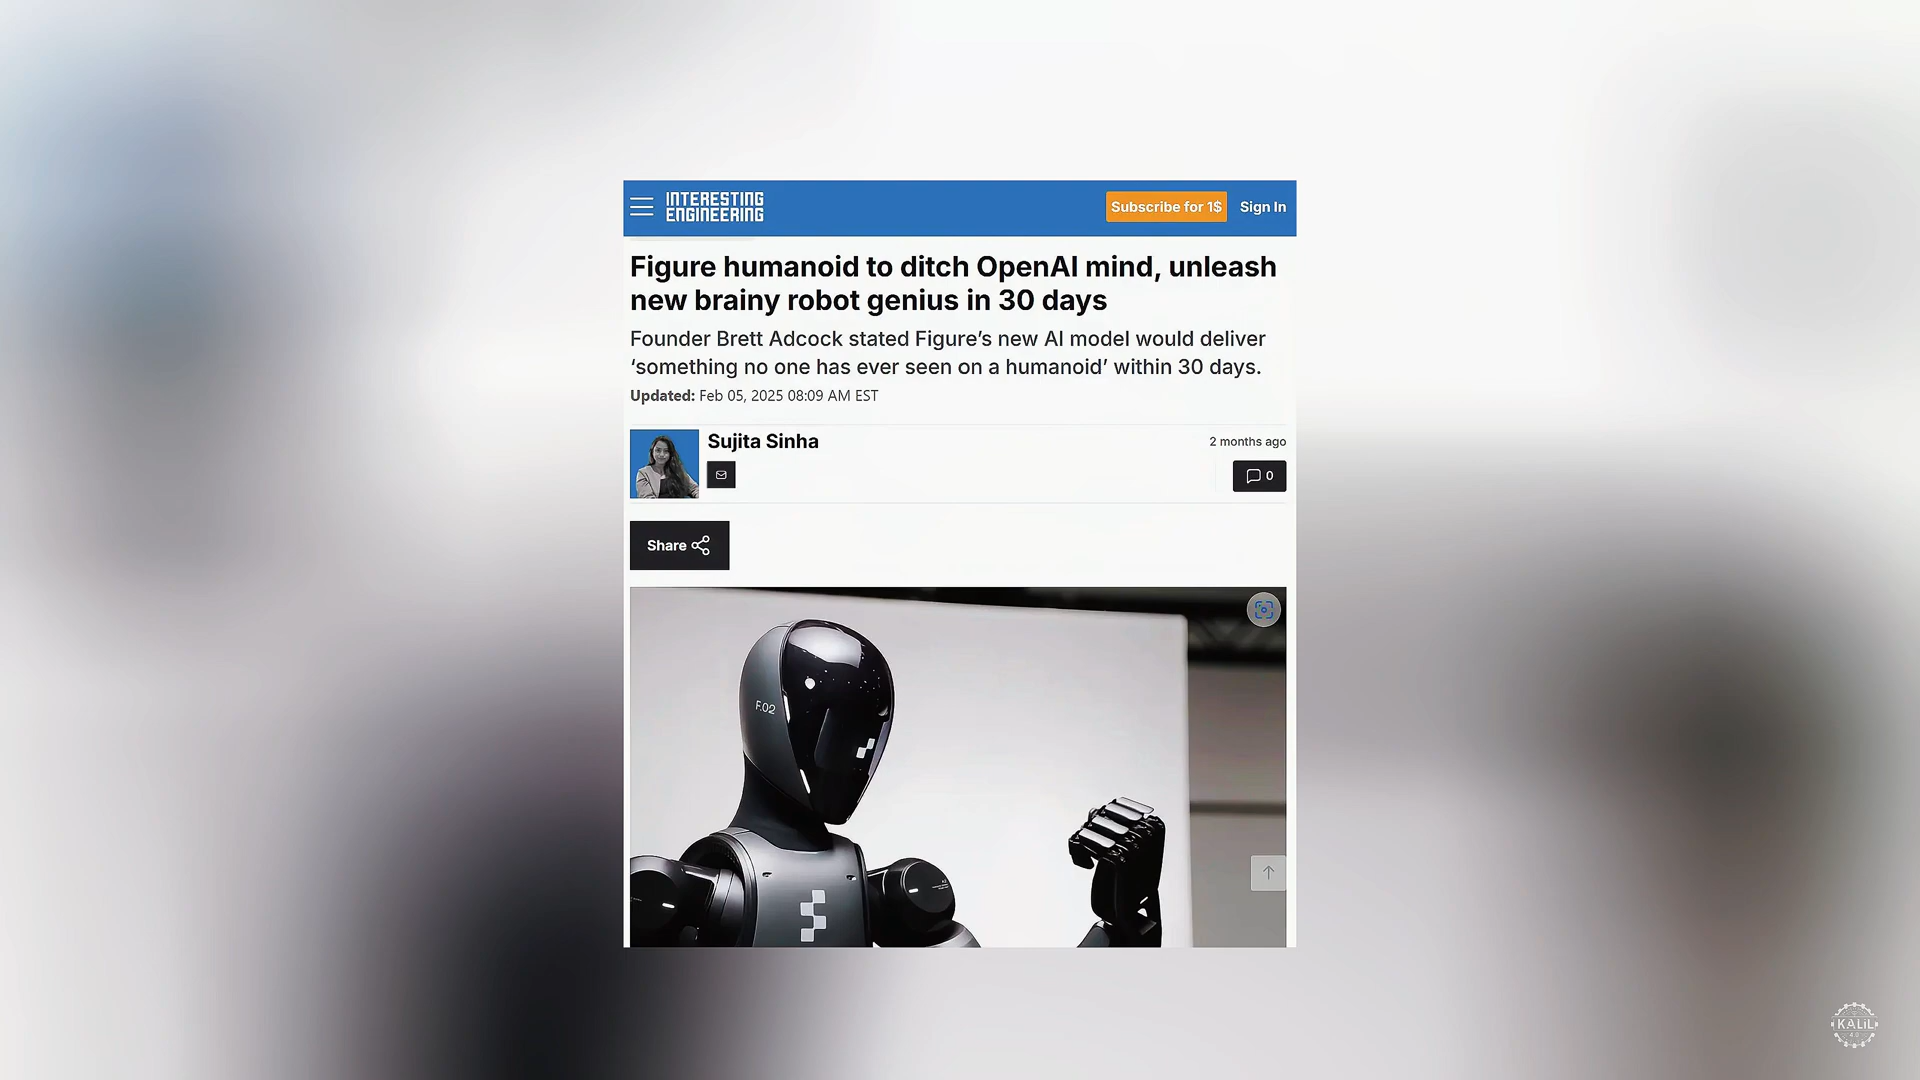 INTERESTING
ENGINEERING
Subscribe for 1$
Sign In
Figure humanoid to ditch OpenAI mind, unleash
new brainy robot genius in 30 days
Founder Brett Adcock stated Figure’s new AI model would deliver
‘something no one has ever seen on a humanoid’ within 30 days.
Updated: Feb 05, 2025 08:09 AM EST
Sujita Sinha
2 months ago
0
Share
F.02
KALIL